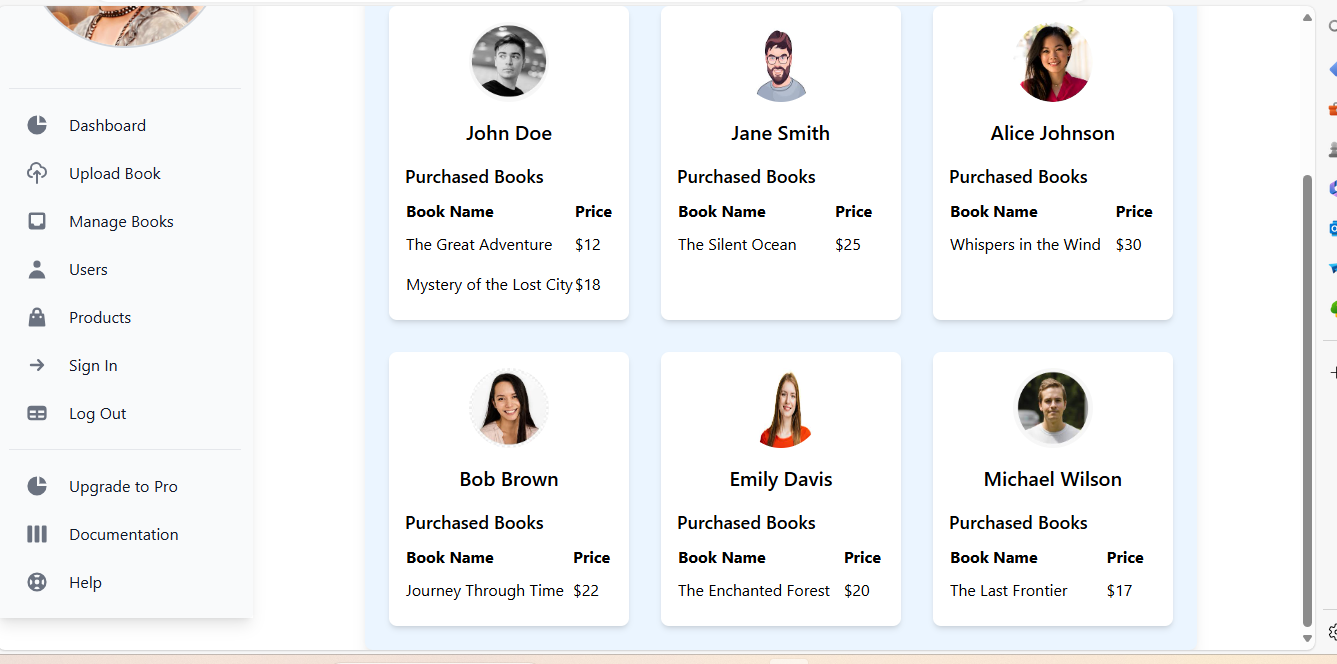 Dashboard
Upload Book
Manage Books
Users
Products
Sign In
Log Out
Upgrade to Pro
Documentation
Help
John Doe
Purchased Books
Book Name Price
The Great Adventure $12
Mystery of the Lost City $18
Jane Smith
Purchased Books
Book Name Price
The Silent Ocean $25
Alice Johnson
Purchased Books
Book Name Price
Whispers in the Wind $30
Bob Brown
Purchased Books
Book Name Price
Journey Through Time $22
Emily Davis
Purchased Books
Book Name Price
The Enchanted Forest $20
Michael Wilson
Purchased Books
Book Name Price
The Last Frontier $17